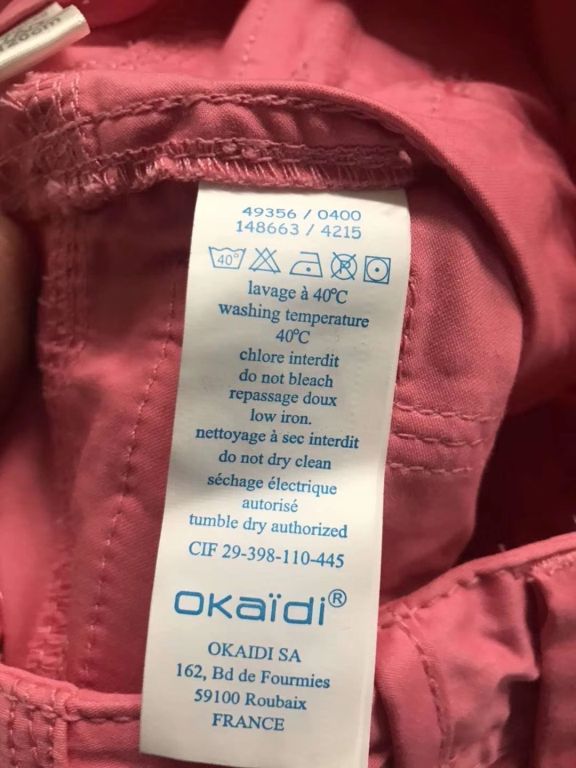 49356 / 0400
148663 / 4215
40°
lavage à 40°C
washing temperature
40°C
chlore interdit
do not bleach
repassage doux
low iron.
nettoyage à sec interdit
do not dry clean
séchage électrique
autorisé
tumble dry authorized
CIF 29-398-110-445
okaïdi®
OKAIDI SA
162, Bd de Fourmies
59100 Roubaix
FRANCE